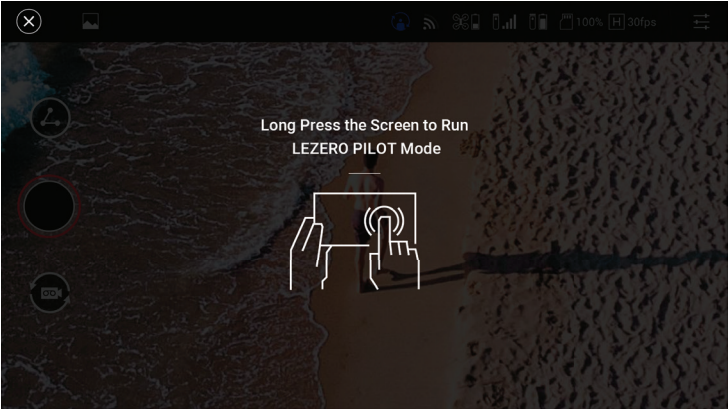 100% H 30fps
Long Press the Screen to Run
LEZERO PILOT Mode